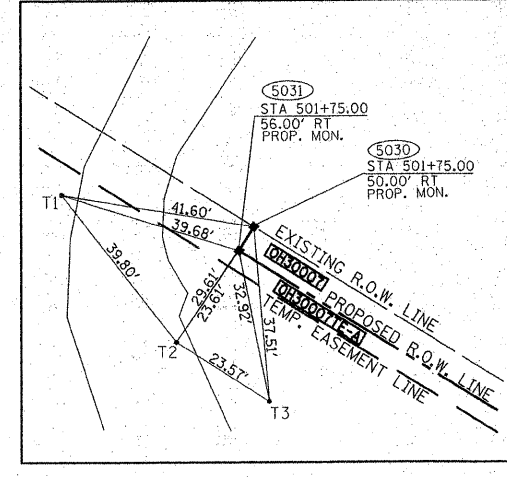 5031
STA 501+75.00
56.00' RT
PROP. MON.
5030
STA 501+75.00
50.00' RT
PROP. MON.
T1
41.60'
39.68'
39.80'
29.61'
23.61'
32.92'
37.51'
EXISTING R.O.W. LINE
OH30007
PROPOSED R.O.W. LINE
OH30007TE-A
TEMP. EASEMENT LINE
T2
23.57'
T3